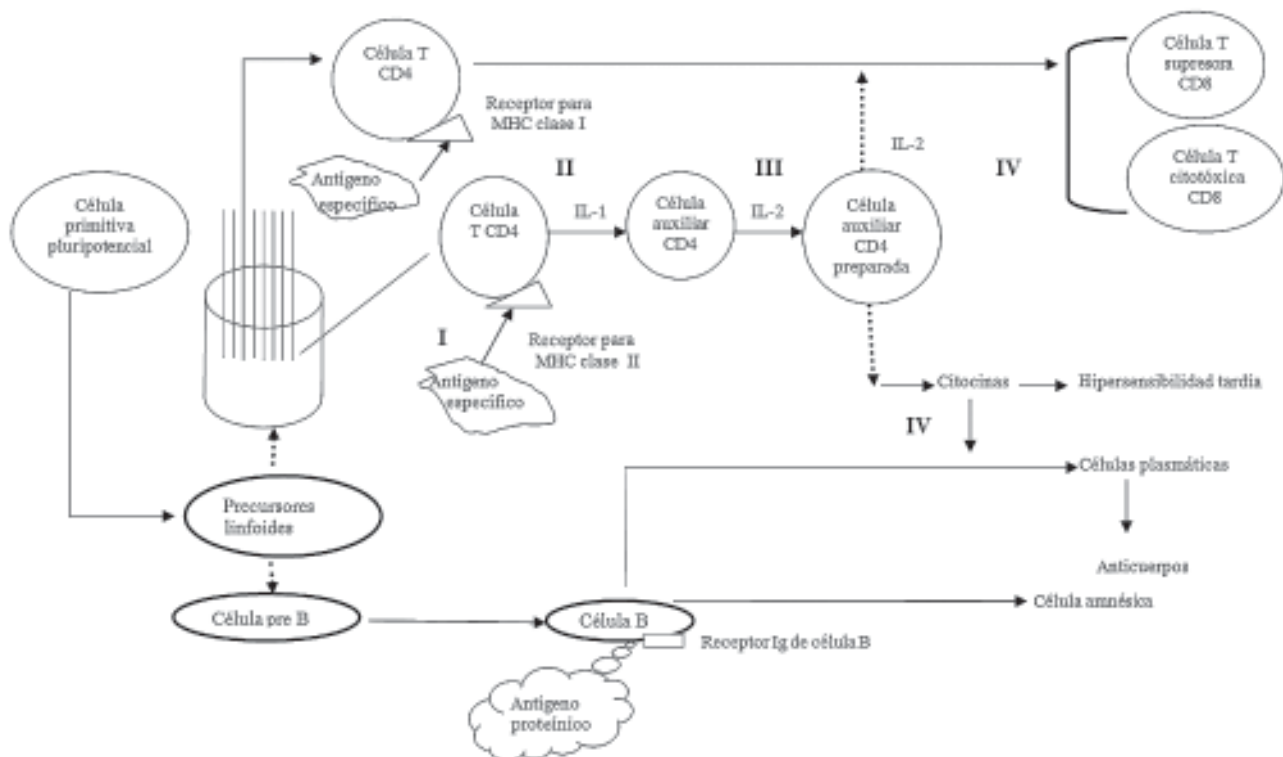 Célula T
CD4
Receptor para
MHC clase I
Antígeno
específico
Célula T
supresora
CD8
Célula T
citotóxica
CD8
IL-2
II
III
IV
Célula
primitiva
pluripotencial
Célula
T CD4
IL-1
Célula
auxiliar
CD4
IL-2
Célula
auxiliar
CD4
preparada
I
Receptor para
MHC clase II
Antígeno
específico
Citocinas
Hipersensibilidad tardía
IV
Células plasmáticas
Precursores
linfoides
Anticuerpos
Célula pre B
Célula B
Célula amnésica
Receptor Ig de célula B
Antígeno
proteínico